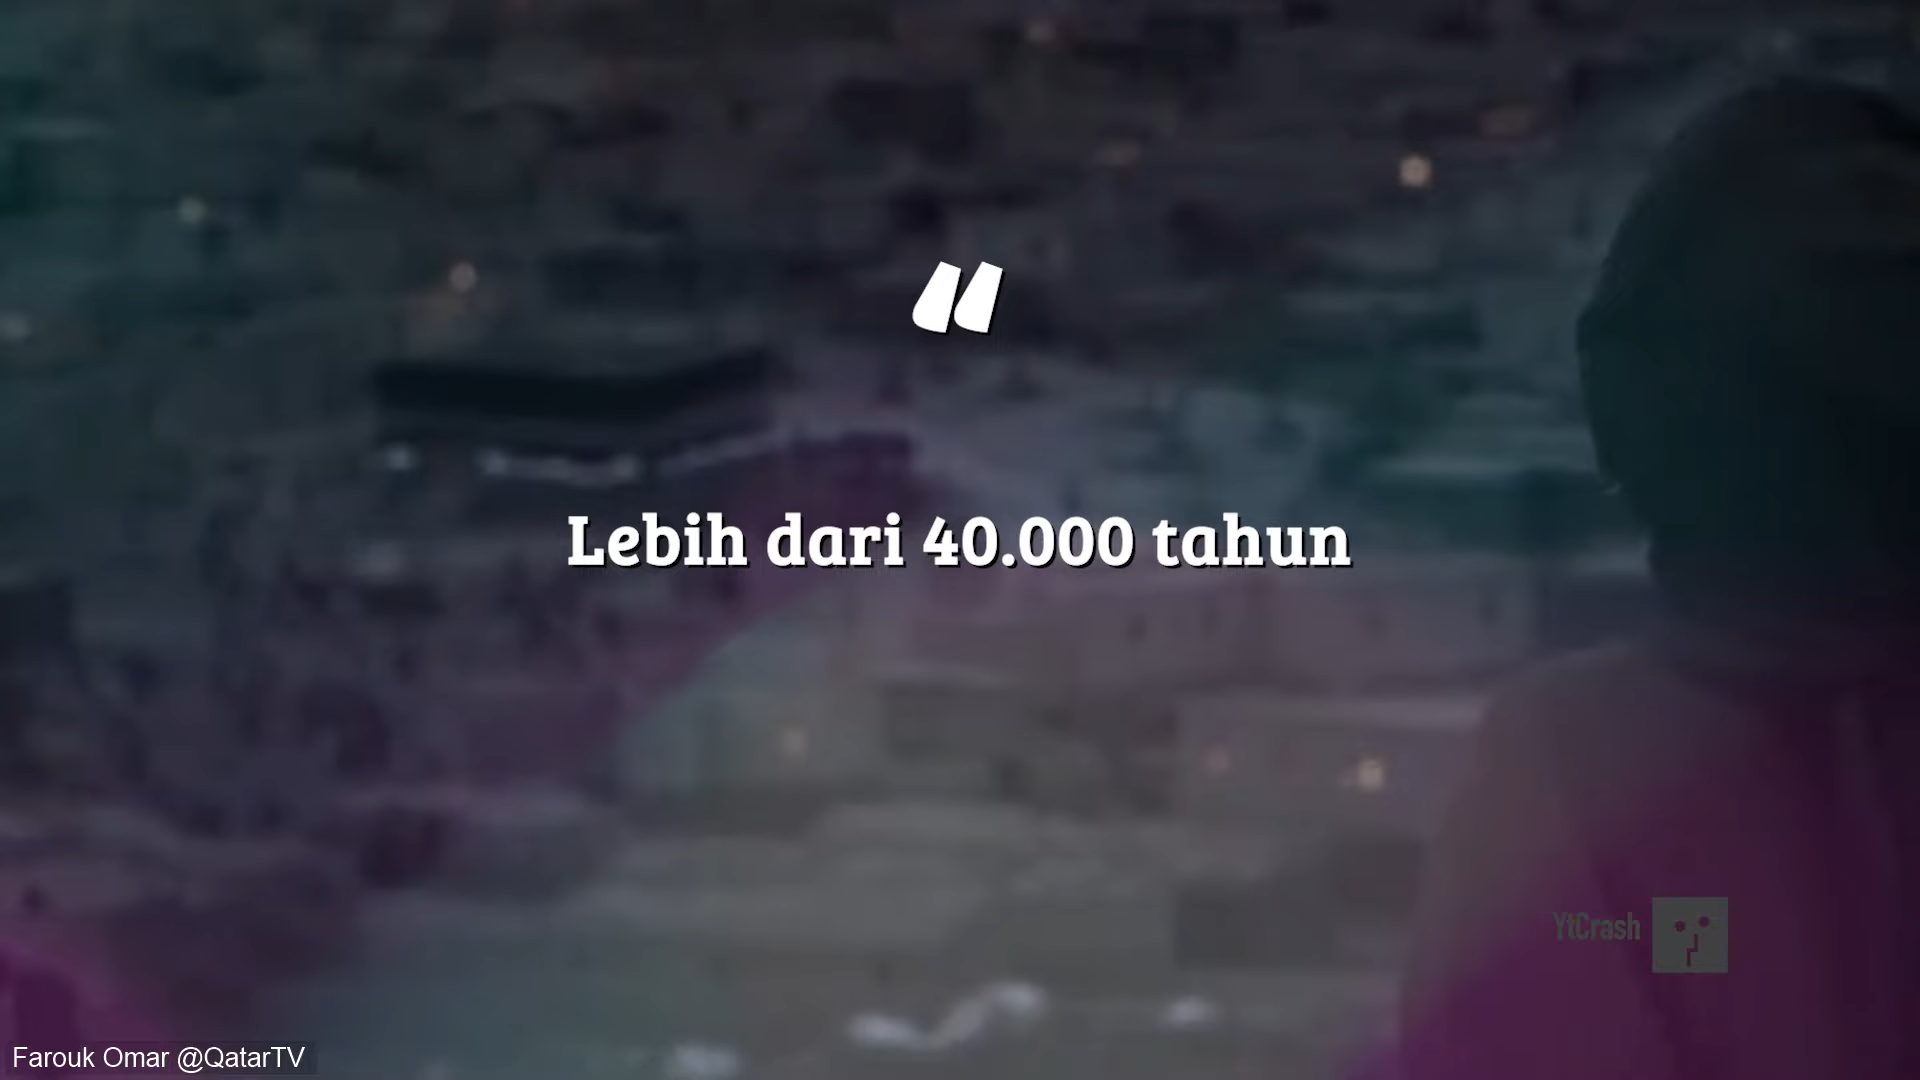 “
Lebih dari 40.000 tahun
YtCrash
Farouk Omar @QatarTV